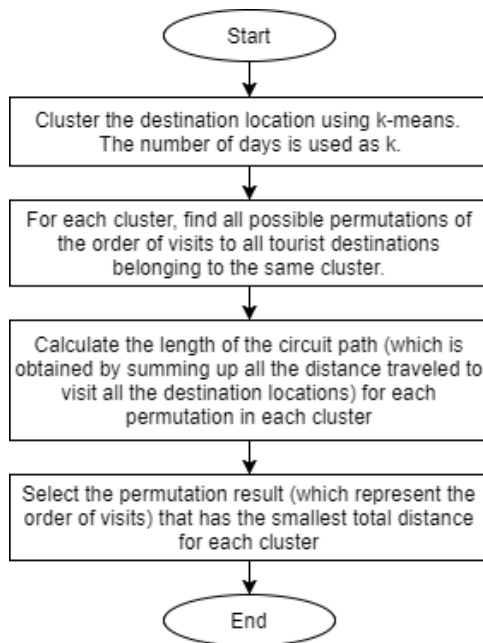 Start
Cluster the destination location using k-means.
The number of days is used as k.
For each cluster, find all possible permutations of
the order of visits to all tourist destinations
belonging to the same cluster.
Calculate the length of the circuit path (which is
obtained by summing up all the distance traveled to
visit all the destination locations) for each
permutation in each cluster
Select the permutation result (which represent the
order of visits) that has the smallest total distance
for each cluster
End